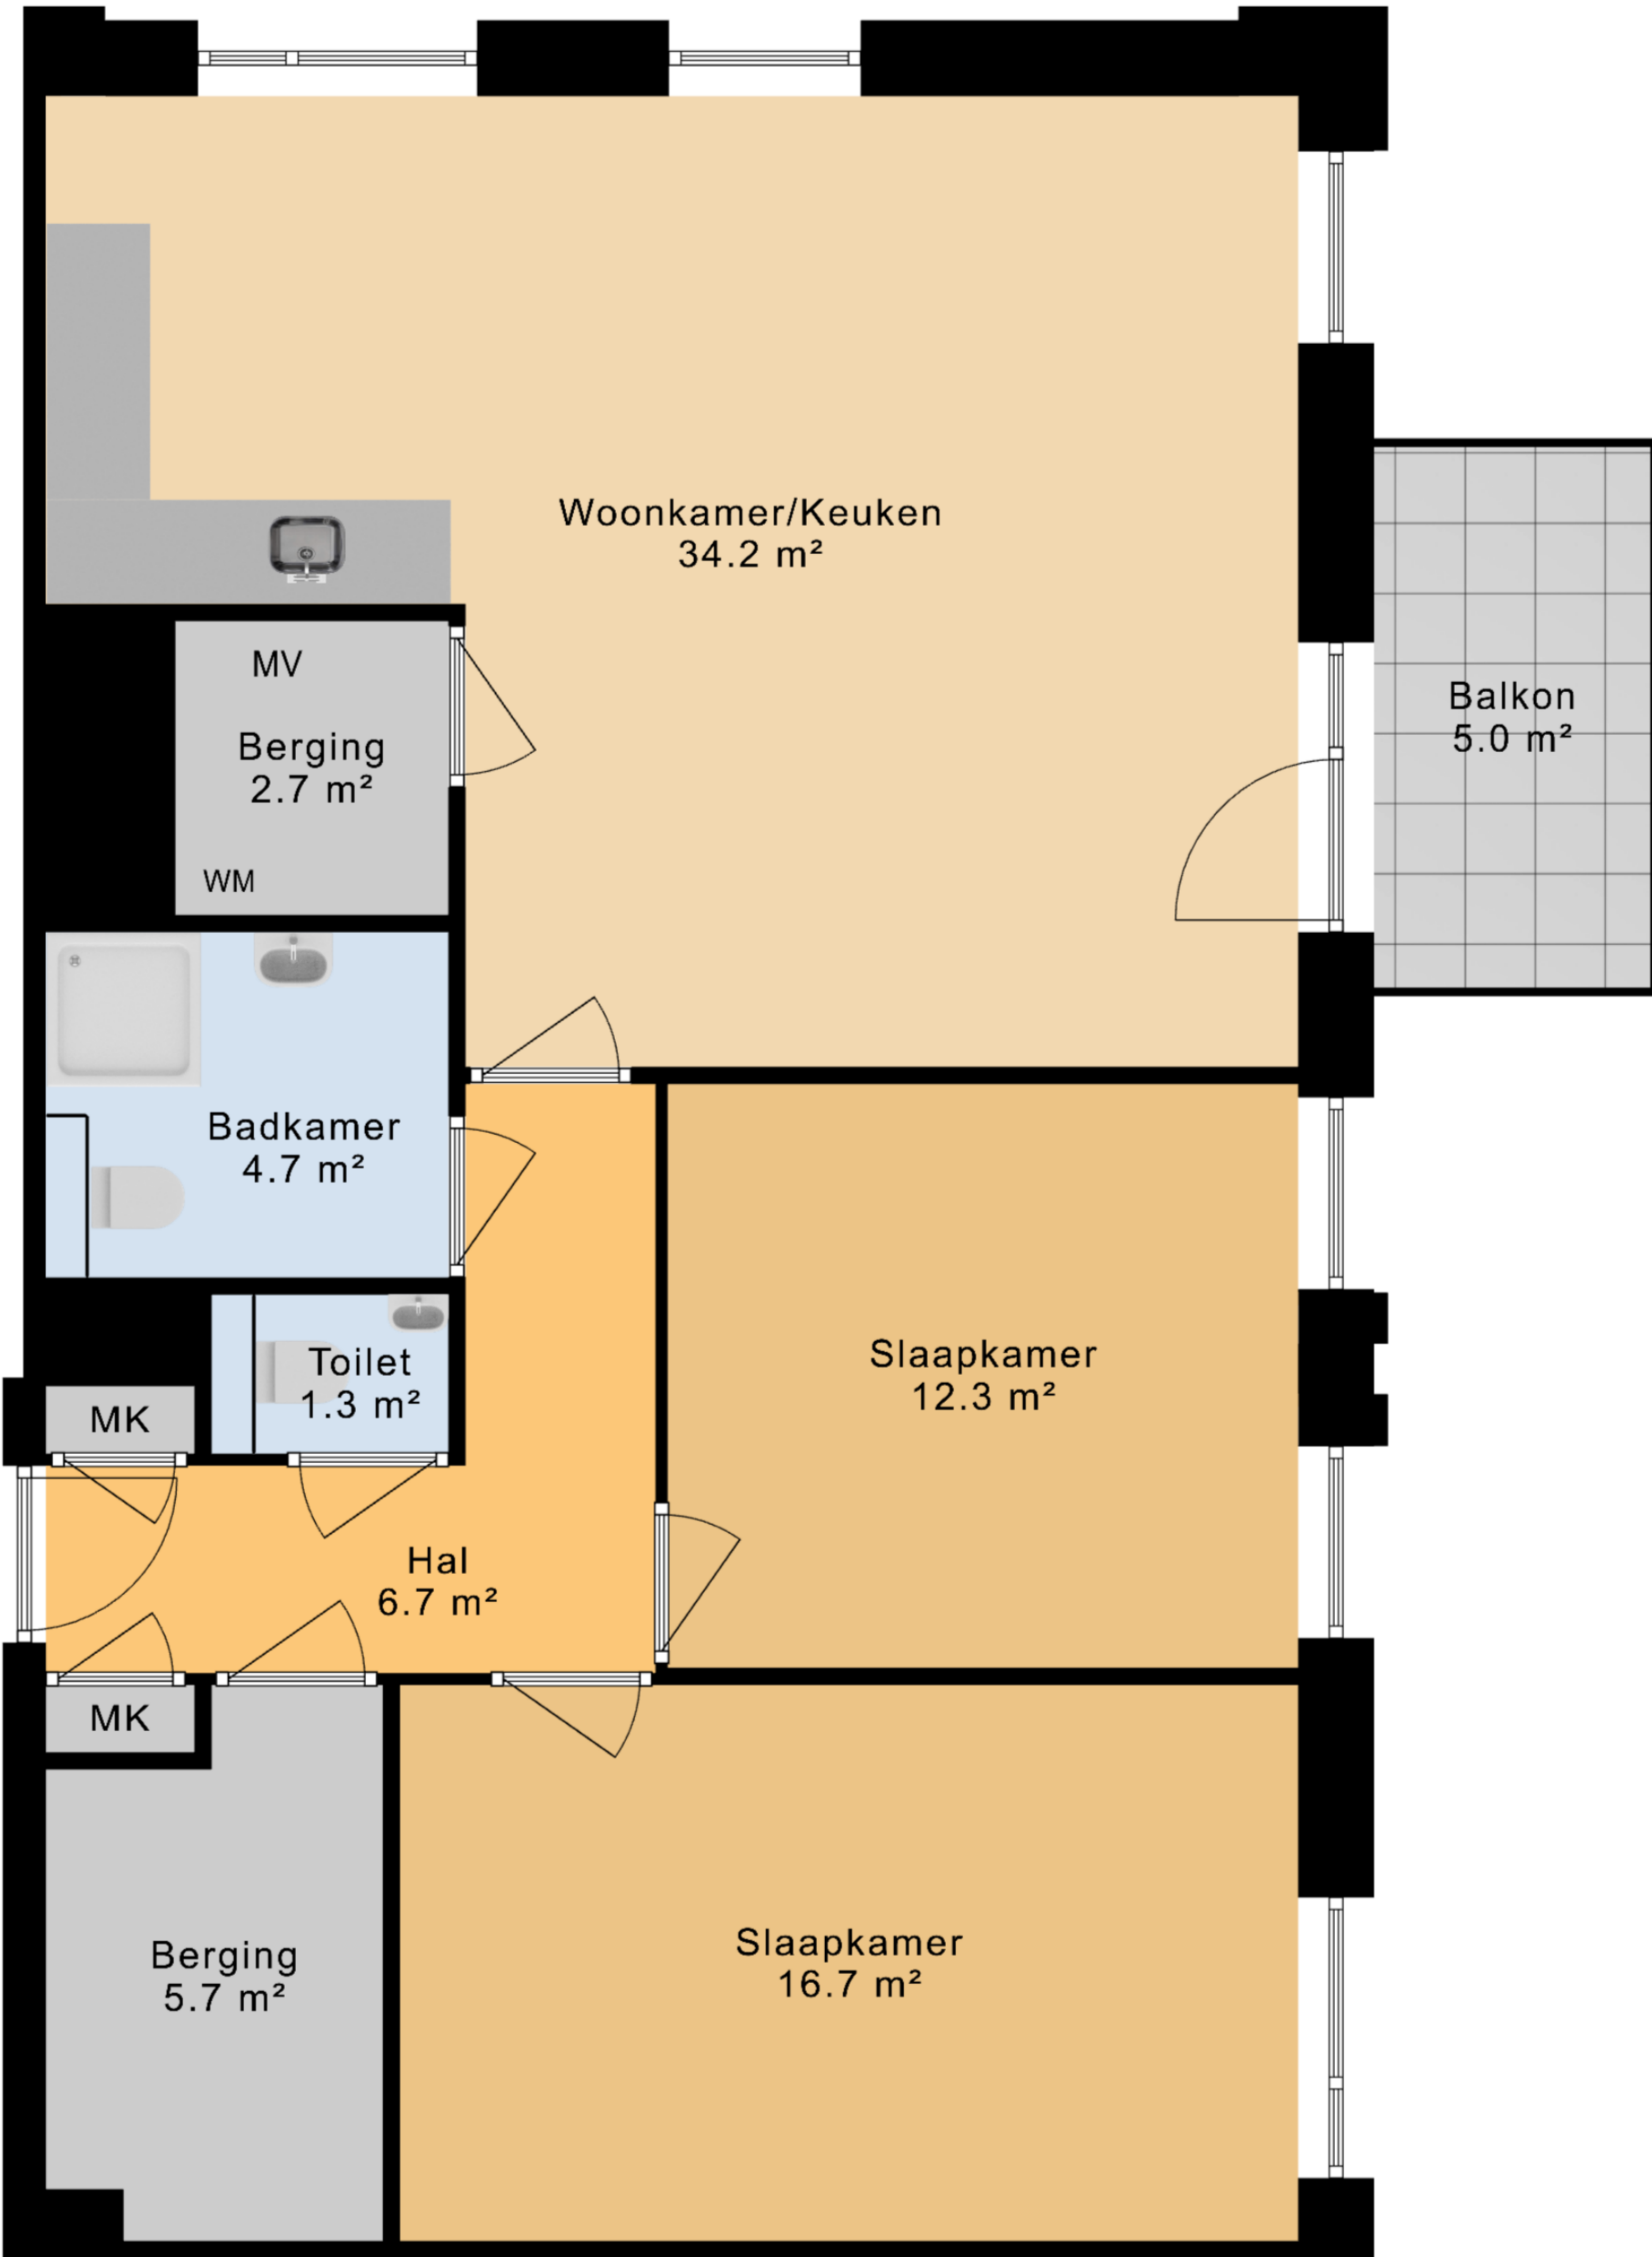 Woonkamer/Keuken
34.2 m²
MV
Berging
2.7 m²
WM
Balkon
5.0 m²
Badkamer
4.7 m²
Toilet
1.3 m²
MK
Slaapkamer
12.3 m²
Hal
6.7 m²
MK
Berging
5.7 m²
Slaapkamer
16.7 m²